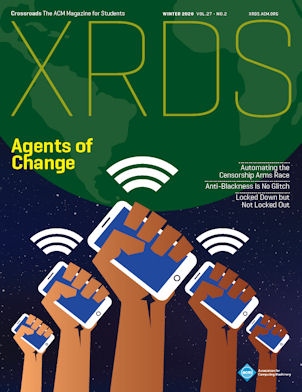 Crossroads The ACM Magazine for Students
WINTER 2020 VOL.27 • NO.2
XRDS.ACM.ORG
XRDS
Agents of
Change
Automating the
Censorship Arms Race
Anti-Blackness Is No Glitch
Locked Down but
Not Locked Out
acm
Association for
Computing Machinery